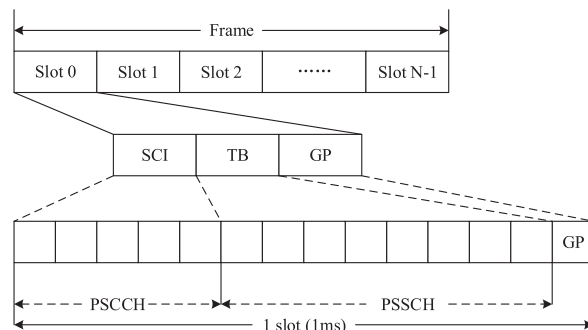 Frame
Slot 0 Slot 1 Slot 2 ⋯⋯ Slot N-1
SCI TB GP
GP
PSCCH PSSCH
1 slot (1ms)